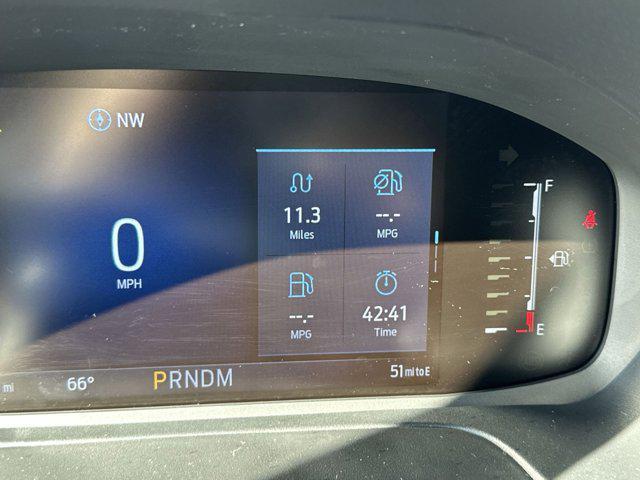 NW
0
MPH
11.3
Miles
--.-
MPG
--.-
MPG
42:41
Time
F
E
mi
66°
PRNDM
51 mi to E